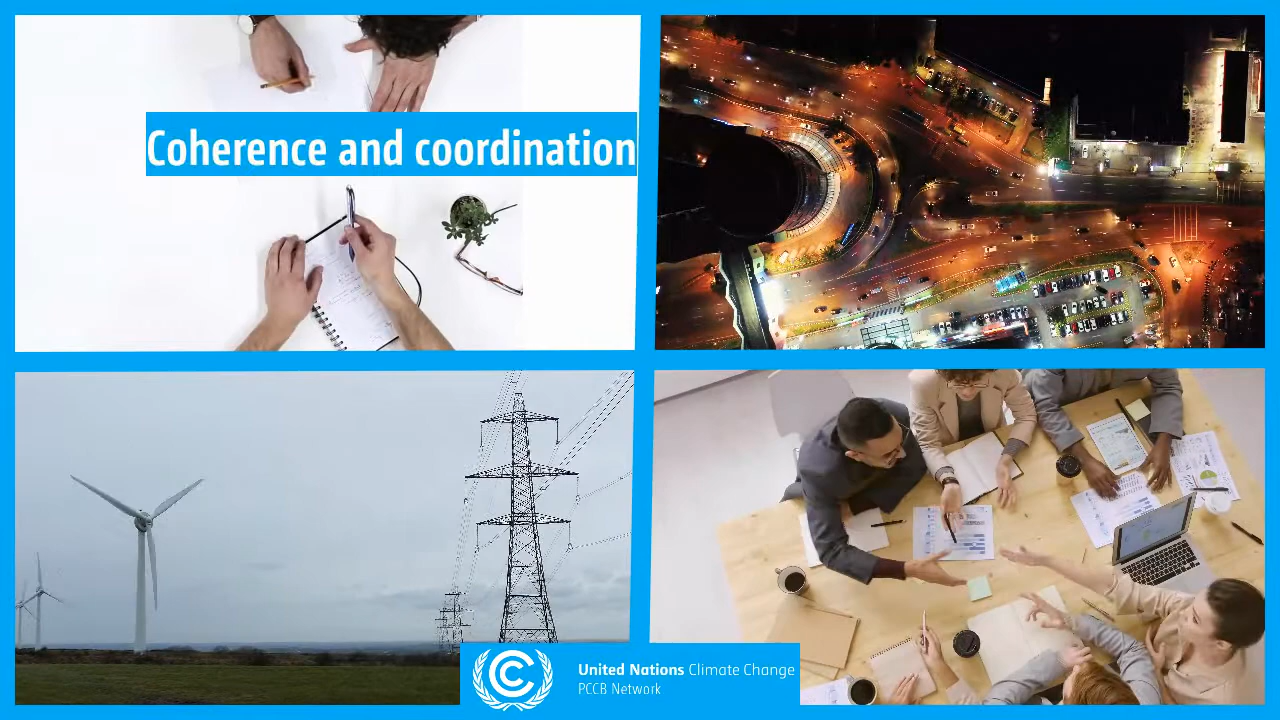 Coherence and coordination
United Nations Climate Change
PCCB Network